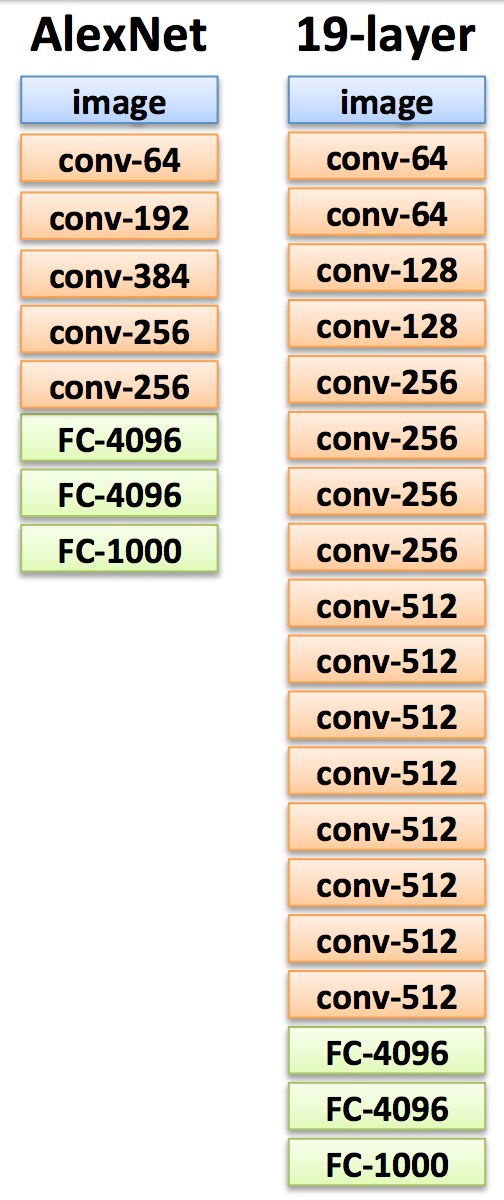 AlexNet
image
conv-64
conv-192
conv-384
conv-256
conv-256
FC-4096
FC-4096
FC-1000
19-layer
image
conv-64
conv-64
conv-128
conv-128
conv-256
conv-256
conv-256
conv-256
conv-512
conv-512
conv-512
conv-512
conv-512
conv-512
conv-512
conv-512
FC-4096
FC-4096
FC-1000